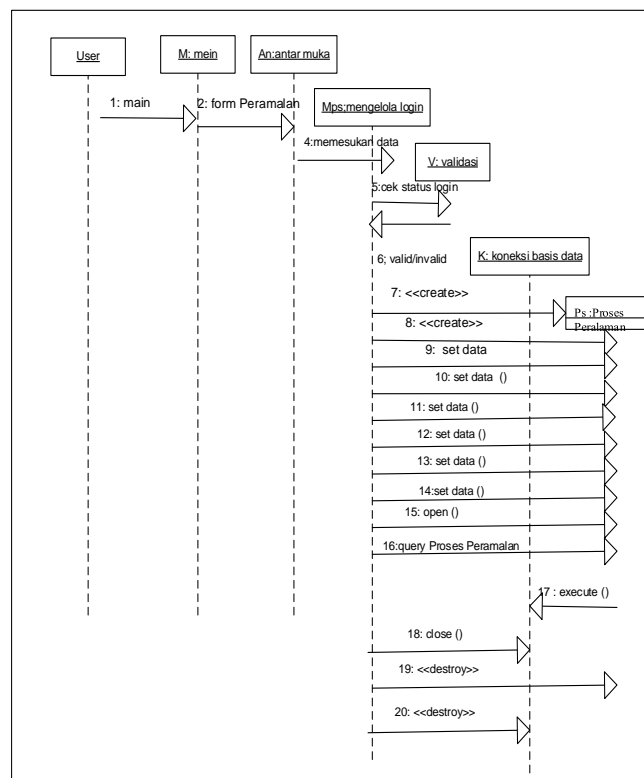 User
M: mein
An:antar muka
1: main
2: form Peramalan
Mps;mengelola login
4:memesukan data
V: validasi
5:cek status login
6; valid/invalid
K: koneksi basis data
7: <<create>>
Ps :Proses
Peralaman
8: <<create>>
9: set data
10: set data ()
11: set data ()
12: set data ()
13: set data ()
14:set data ()
15: open ()
16:query Proses Peramalan
17 : execute ()
18: close ()
19: <<destroy>>
20: <<destroy>>